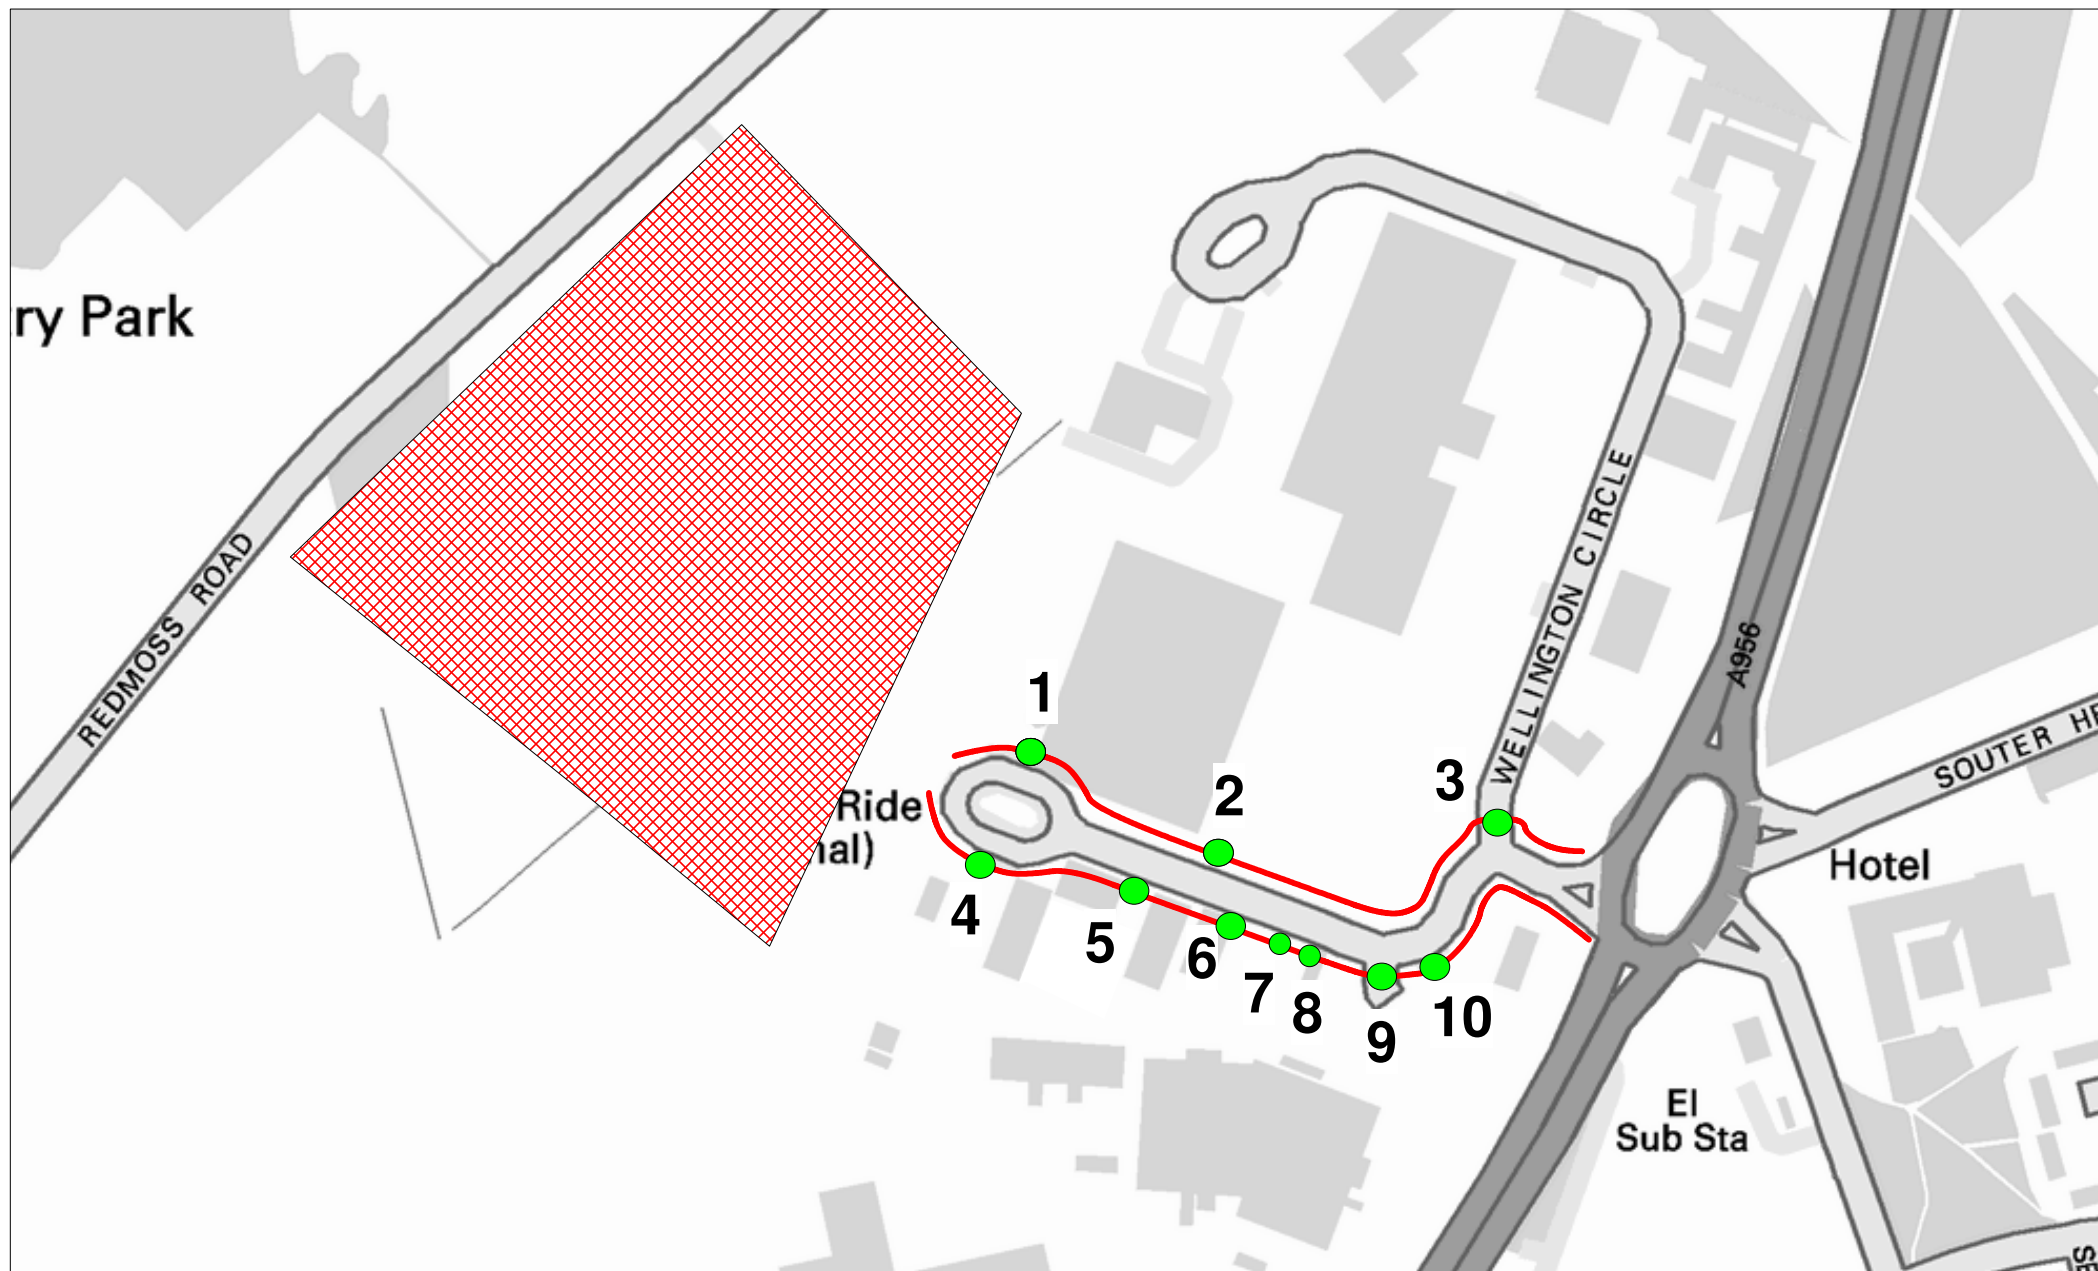 ry Park
REDMOSS ROAD
WELLINGTON CIRCLE
A956
SOUTER HE
1
2
3
Ride
nal)
4
5
6
7
8
9
10
Hotel
El
Sub Sta